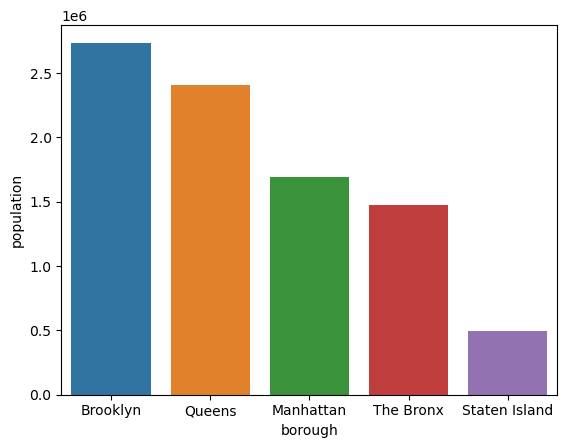 1e6
2.5
2.0
1.5
1.0
0.5
0.0
population
Brooklyn Queens Manhattan The Bronx Staten Island
borough